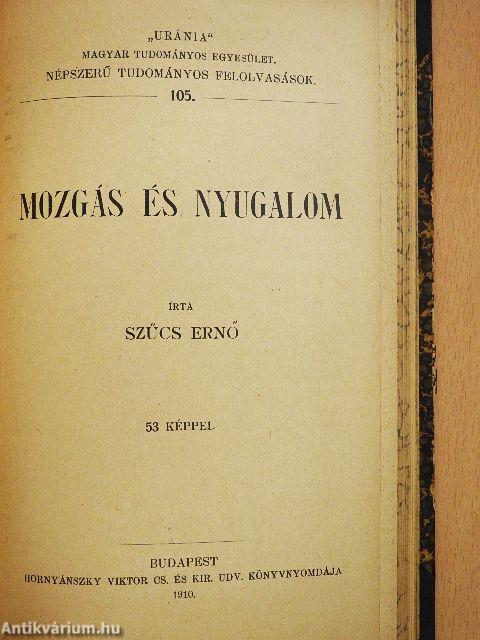 „URÁNIA“
MAGYAR TUDOMÁNYOS EGYESÜLET.
NÉPSZERŰ TUDOMÁNYOS FELOLVASÁSOK.
105.
MOZGÁS ÉS NYUGALOM
ÍRTA
SZŰCS ERNŐ
53 KÉPPEL
BUDAPEST
HORNYÁNSZKY VIKTOR CS. ÉS KIR. UDV. KÖNYVNYOMDÁJA
1910.
Antikvárium.hu